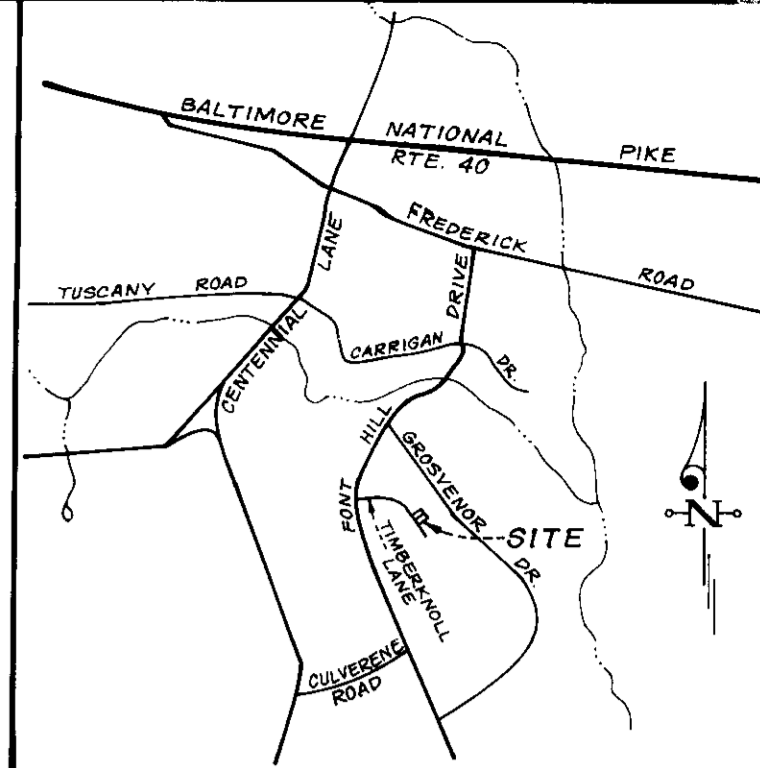 BALTIMORE NATIONAL PIKE
RTE. 40
LANE
FREDERICK ROAD
TUSCANY ROAD
DRIVE
CENTENNIAL
CARRIGAN DR.
HILL
GROSVENOR DR.
FONT
TIMBERKNOLL
LANE
SITE
N
CULVERENE
ROAD